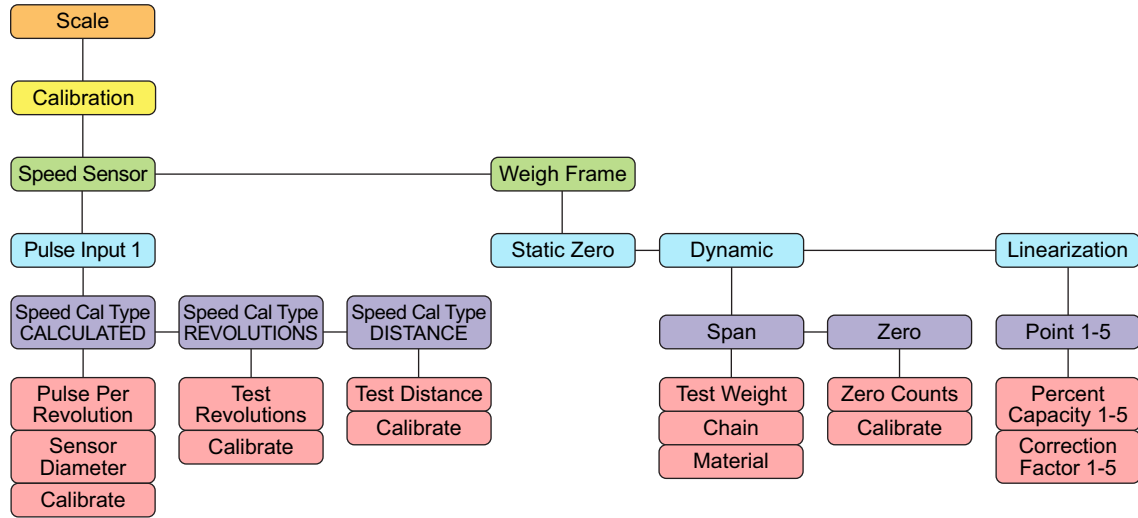 Scale
Calibration
Speed Sensor
Weigh Frame
Pulse Input 1
Static Zero
Dynamic
Linearization
Speed Cal Type
CALCULATED
Speed Cal Type
REVOLUTIONS
Speed Cal Type
DISTANCE
Span
Zero
Point 1-5
Pulse Per
Revolution
Sensor
Diameter
Calibrate
Test
Revolutions
Calibrate
Test Distance
Calibrate
Test Weight
Chain
Material
Zero Counts
Calibrate
Percent
Capacity 1-5
Correction
Factor 1-5